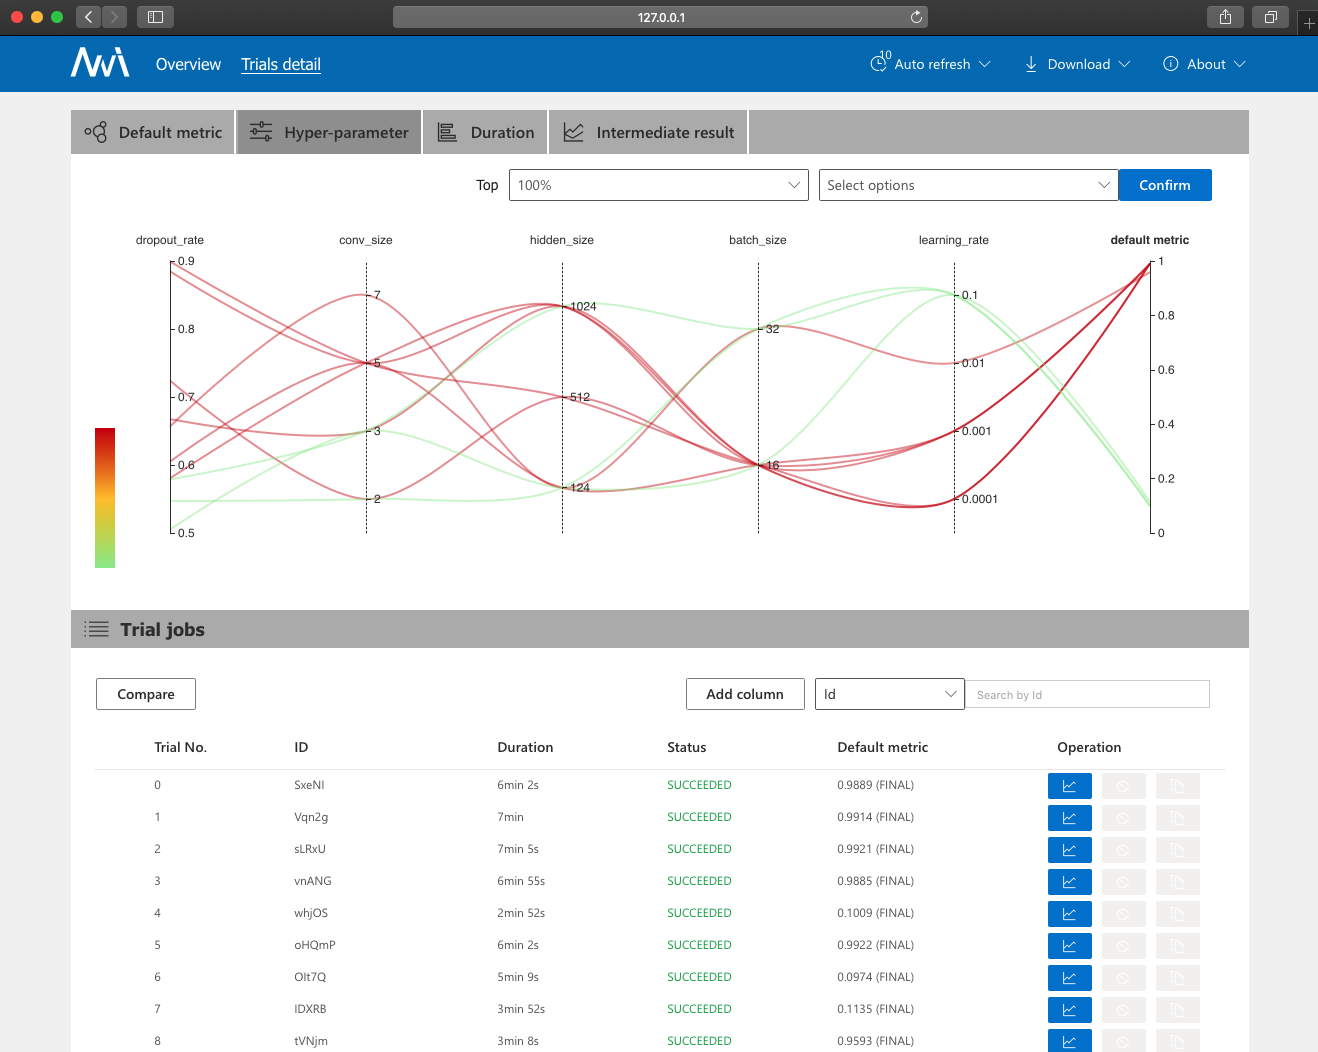 127.0.0.1
Overview Trials detail 10 Auto refresh Download About
Default metric Hyper-parameter Duration Intermediate result
Top 100% Select options Confirm
dropout_rate conv_size hidden_size batch_size learning_rate default metric
0.9 1
7 0.1
1024
0.8 32 0.8
5 0.01 0.6
0.7 512
3 0.001 0.4
0.6 16
124 0.2
2 0.0001
0.5 0
Trial jobs
Compare Add column Id Search by Id
Trial No. ID Duration Status Default metric Operation
0 SxeNI 6min 2s SUCCEEDED 0.9889 (FINAL)
1 Vqn2g 7min SUCCEEDED 0.9914 (FINAL)
2 sLRxU 7min 5s SUCCEEDED 0.9921 (FINAL)
3 vnANG 6min 55s SUCCEEDED 0.9885 (FINAL)
4 whjOS 2min 52s SUCCEEDED 0.1009 (FINAL)
5 oHQmP 6min 2s SUCCEEDED 0.9922 (FINAL)
6 OIt7Q 5min 9s SUCCEEDED 0.0974 (FINAL)
7 IDXRB 3min 52s SUCCEEDED 0.1135 (FINAL)
8 tVNjm 3min 8s SUCCEEDED 0.9593 (FINAL)